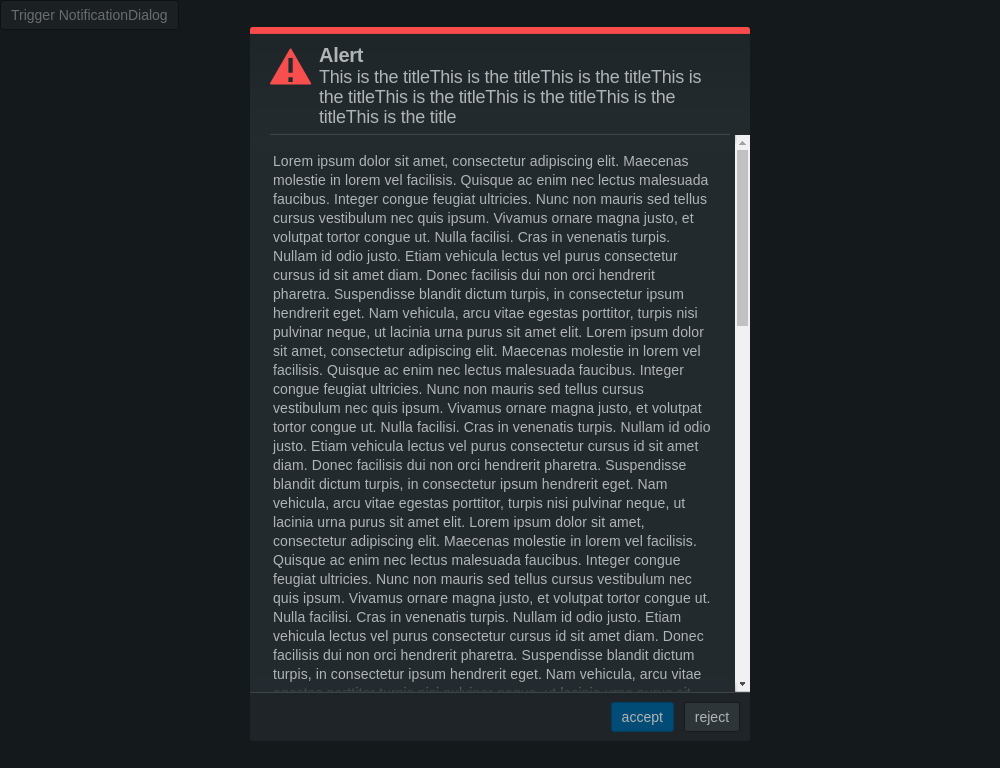 Trigger NotificationDialog
Alert
This is the titleThis is the titleThis is the titleThis is
the titleThis is the titleThis is the titleThis is the
titleThis is the title
Lorem ipsum dolor sit amet, consectetur adipiscing elit. Maecenas
molestie in lorem vel facilisis. Quisque ac enim nec lectus malesuada
faucibus. Integer congue feugiat ultricies. Nunc non mauris sed tellus
cursus vestibulum nec quis ipsum. Vivamus ornare magna justo, et
volutpat tortor congue ut. Nulla facilisi. Cras in venenatis turpis.
Nullam id odio justo. Etiam vehicula lectus vel purus consectetur
cursus id sit amet diam. Donec facilisis dui non orci hendrerit
pharetra. Suspendisse blandit dictum turpis, in consectetur ipsum
hendrerit eget. Nam vehicula, arcu vitae egestas porttitor, turpis nisi
pulvinar neque, ut lacinia urna purus sit amet elit. Lorem ipsum dolor
sit amet, consectetur adipiscing elit. Maecenas molestie in lorem vel
facilisis. Quisque ac enim nec lectus malesuada faucibus. Integer
congue feugiat ultricies. Nunc non mauris sed tellus cursus
vestibulum nec quis ipsum. Vivamus ornare magna justo, et volutpat
tortor congue ut. Nulla facilisi. Cras in venenatis turpis. Nullam id odio
justo. Etiam vehicula lectus vel purus consectetur cursus id sit amet
diam. Donec facilisis dui non orci hendrerit pharetra. Suspendisse
blandit dictum turpis, in consectetur ipsum hendrerit eget. Nam
vehicula, arcu vitae egestas porttitor, turpis nisi pulvinar neque, ut
lacinia urna purus sit amet elit. Lorem ipsum dolor sit amet,
consectetur adipiscing elit. Maecenas molestie in lorem vel facilisis.
Quisque ac enim nec lectus malesuada faucibus. Integer congue
feugiat ultricies. Nunc non mauris sed tellus cursus vestibulum nec
quis ipsum. Vivamus ornare magna justo, et volutpat tortor congue ut.
Nulla facilisi. Cras in venenatis turpis. Nullam id odio justo. Etiam
vehicula lectus vel purus consectetur cursus id sit amet diam. Donec
facilisis dui non orci hendrerit pharetra. Suspendisse blandit dictum
turpis, in consectetur ipsum hendrerit eget. Nam vehicula, arcu vitae
accept
reject